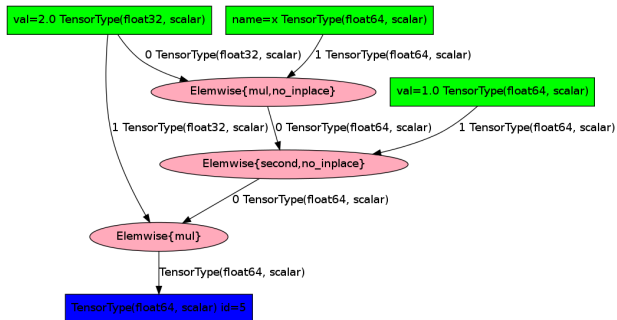 val=2.0 TensorType(float32, scalar)
name=x TensorType(float64, scalar)
0 TensorType(float32, scalar)
1 TensorType(float64, scalar)
Elemwise{mul,no_inplace}
val=1.0 TensorType(float64, scalar)
1 TensorType(float32, scalar)
0 TensorType(float64, scalar)
1 TensorType(float64, scalar)
Elemwise{second,no_inplace}
0 TensorType(float64, scalar)
Elemwise{mul}
TensorType(float64, scalar)
TensorType(float64, scalar) id=5